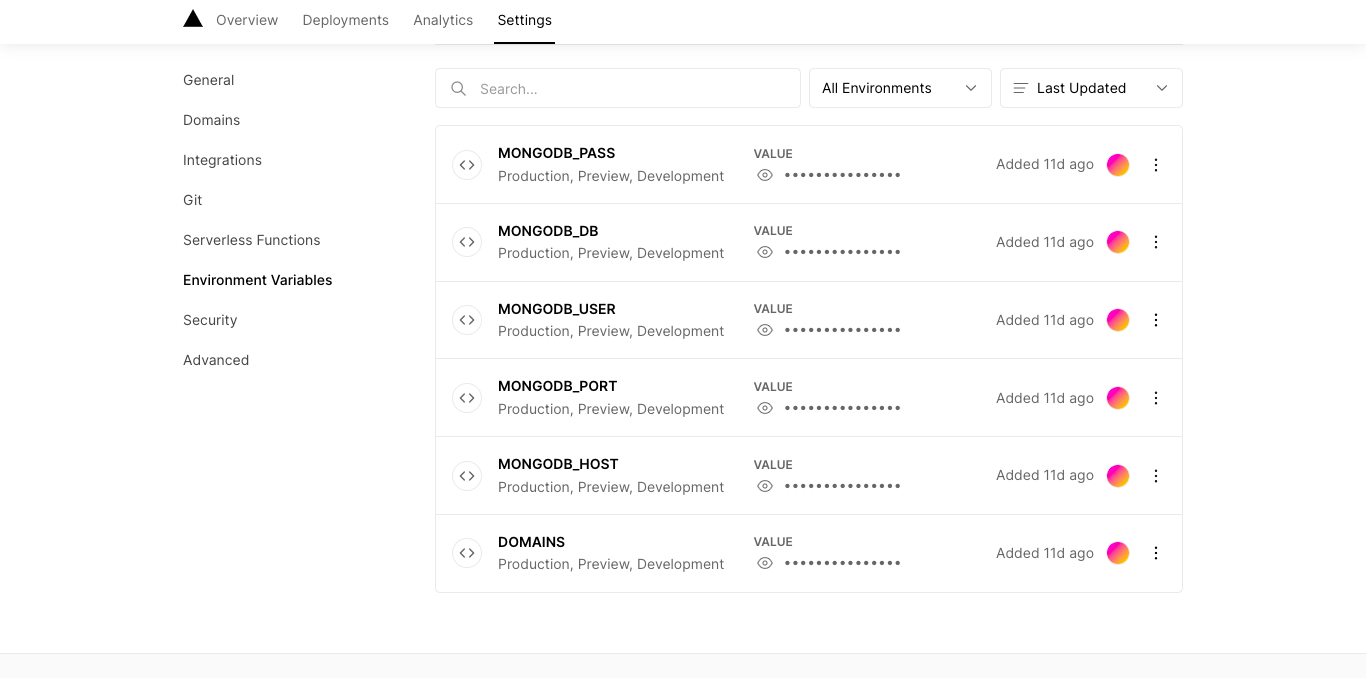 Overview Deployments Analytics Settings
General
Domains
Integrations
Git
Serverless Functions
Environment Variables
Security
Advanced
Search...
All Environments
Last Updated
MONGODB_PASS
Production, Preview, Development
VALUE
•••••••••••••••
Added 11d ago
MONGODB_DB
Production, Preview, Development
VALUE
•••••••••••••••
Added 11d ago
MONGODB_USER
Production, Preview, Development
VALUE
•••••••••••••••
Added 11d ago
MONGODB_PORT
Production, Preview, Development
VALUE
•••••••••••••••
Added 11d ago
MONGODB_HOST
Production, Preview, Development
VALUE
•••••••••••••••
Added 11d ago
DOMAINS
Production, Preview, Development
VALUE
•••••••••••••••
Added 11d ago